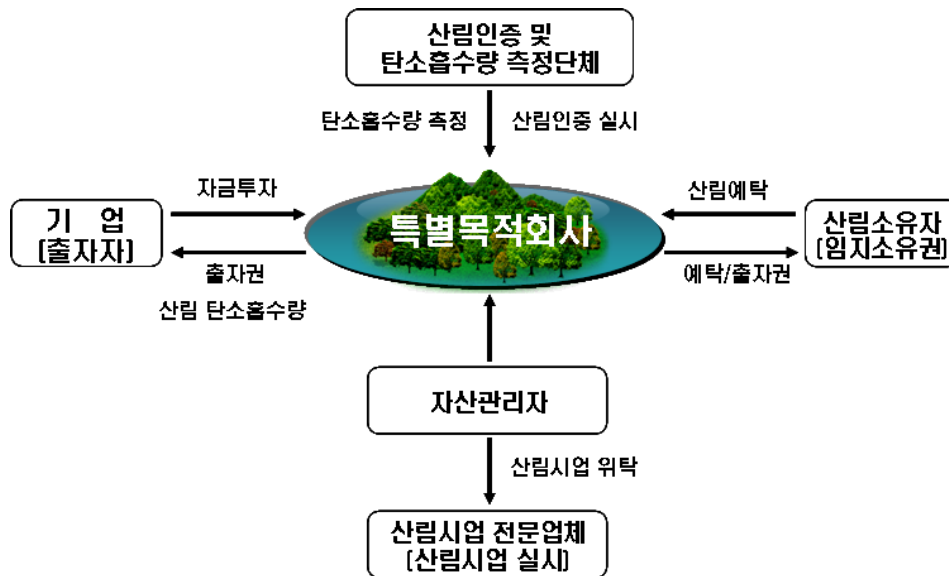 산림인증 및
탄소흡수량 측정단체
탄소흡수량 측정
산림인증 실시
자금투자
산림예탁
기 업
(출자자)
특별목적회사
산림소유자
(임지소유권)
출자권
산림 탄소흡수량
예탁/출자권
자산관리자
산림시업 위탁
산림시업 전문업체
(산림시업 실시)